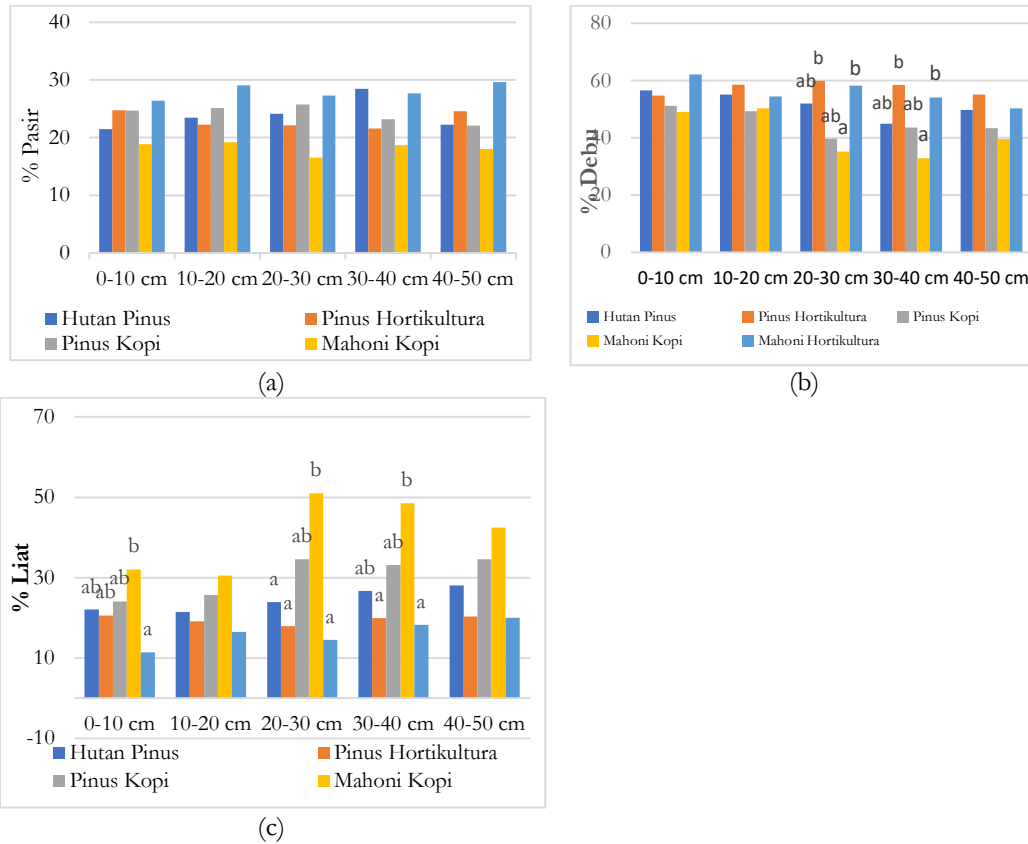 40
30
20
10
0
% Pasir
0-10 cm 10-20 cm 20-30 cm 30-40 cm 40-50 cm
Hutan Pinus Pinus Hortikultura
Pinus Kopi Mahoni Kopi
(a)
80
60
40
20
0
% Debu
b b
ab b b
ab ab ab
a a
0-10 cm 10-20 cm 20-30 cm 30-40 cm 40-50 cm
Hutan Pinus Pinus Hortikultura Pinus Kopi
Mahoni Kopi Mahoni Hortikultura
(b)
70
50
30
10
-10
% Liat
b b
b ab ab
ab ab ab a ab
a a a a a
0-10 cm 10-20 cm 20-30 cm 30-40 cm 40-50 cm
Hutan Pinus Pinus Hortikultura
Pinus Kopi Mahoni Kopi
(c)